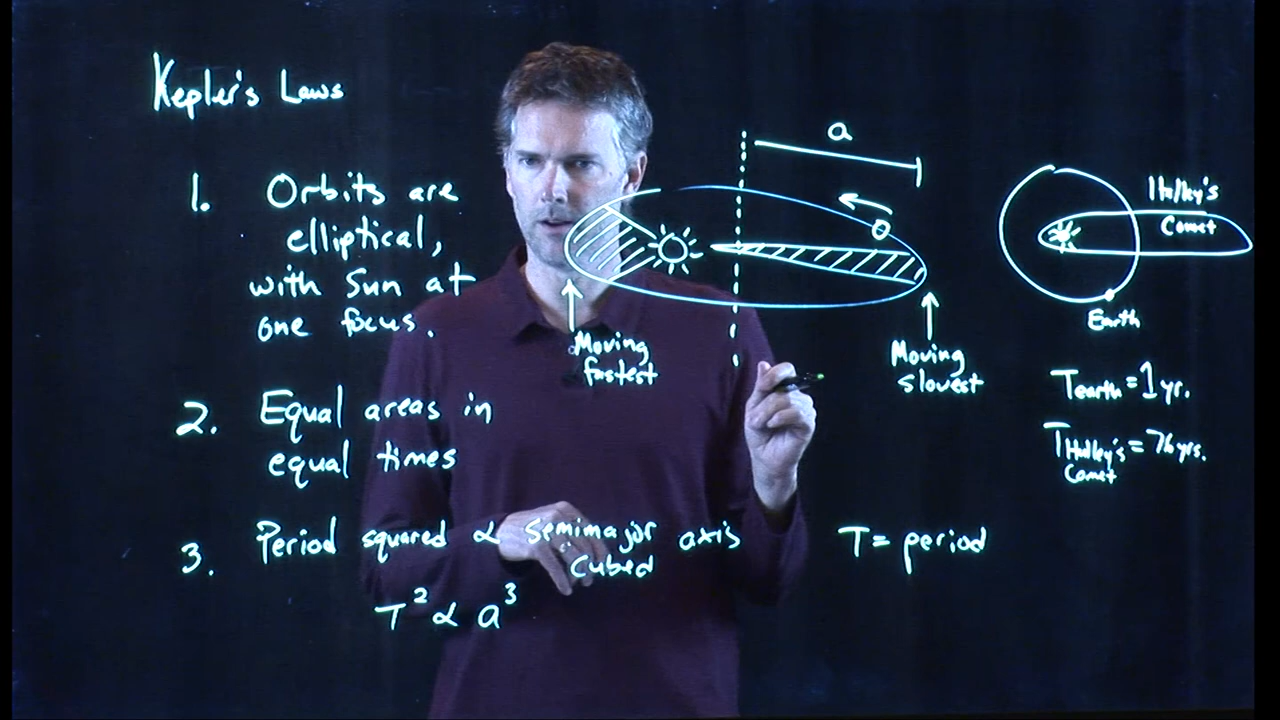 Kepler's Laws
1. Orbits are
elliptical,
with Sun at
one focus.
2. Equal areas in
equal times
3. Period squared ∝ Semimajor axis
Cubed
T² ∝ a³
a
Moving
fastest
Moving
slowest
T = period
Halley's
Comet
Earth
T earth = 1 yr.
T Halley's = 76 yrs.
Comet